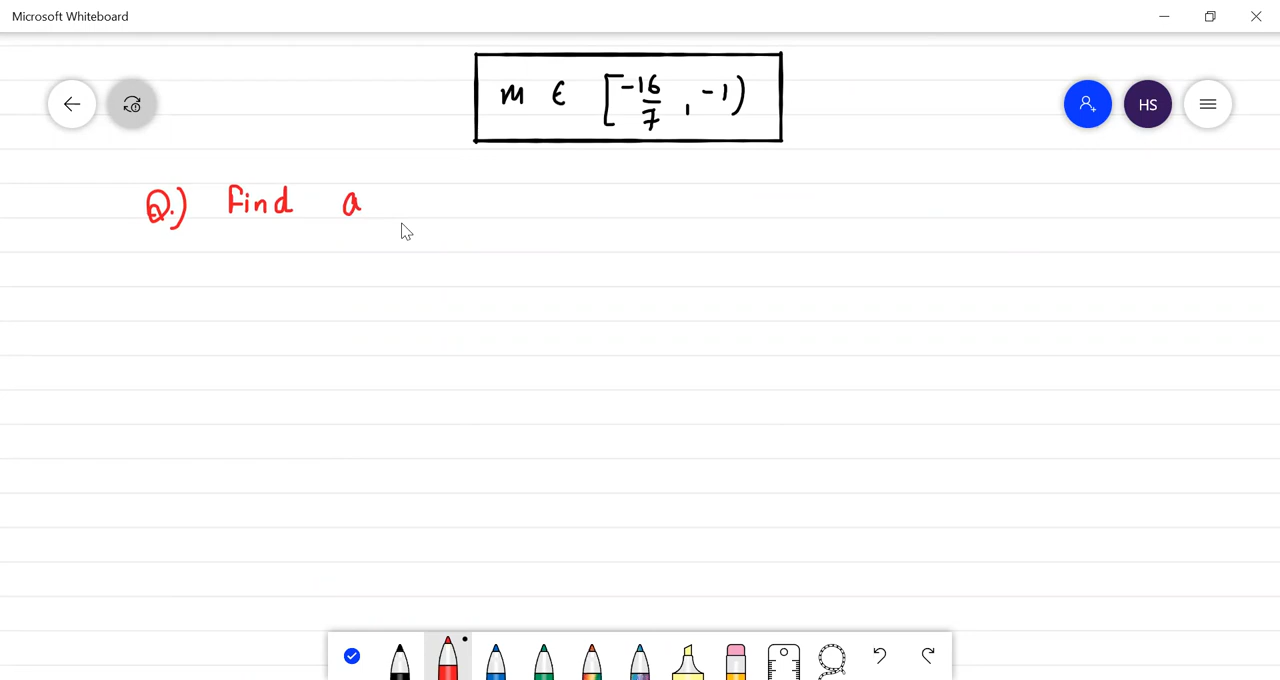 Microsoft Whiteboard
m ∈ [-16/7, -1)
HS
Q.) Find a